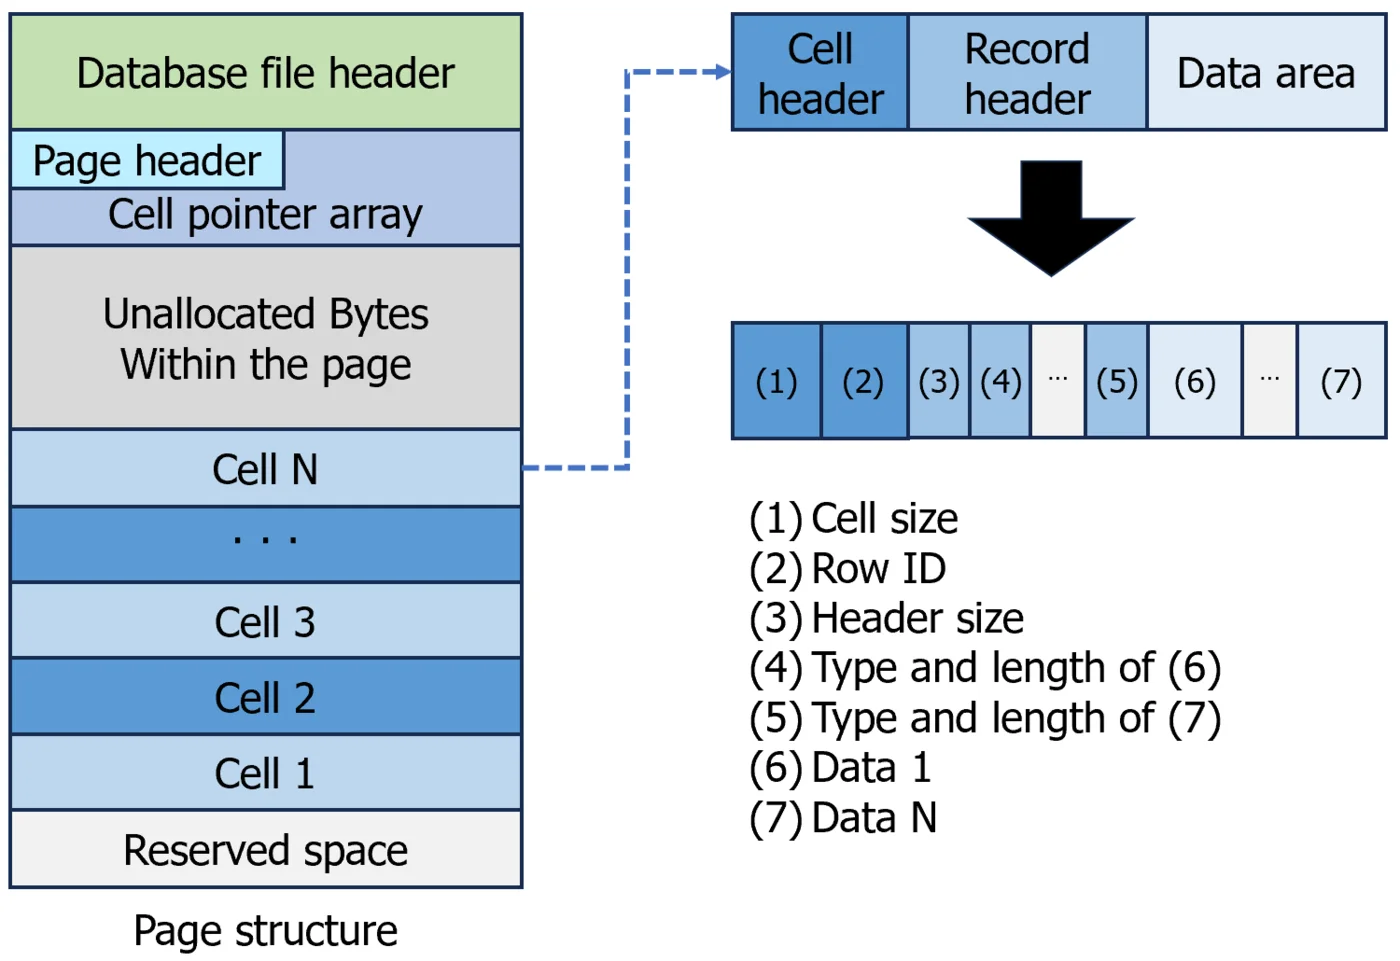 Database file header
Page header
Cell pointer array
Unallocated Bytes
Within the page
Cell N
. . .
Cell 3
Cell 2
Cell 1
Reserved space
Page structure
Cell
header
Record
header
Data area
(1) (2) (3) (4) ... (5) (6) ... (7)
(1) Cell size
(2) Row ID
(3) Header size
(4) Type and length of (6)
(5) Type and length of (7)
(6) Data 1
(7) Data N